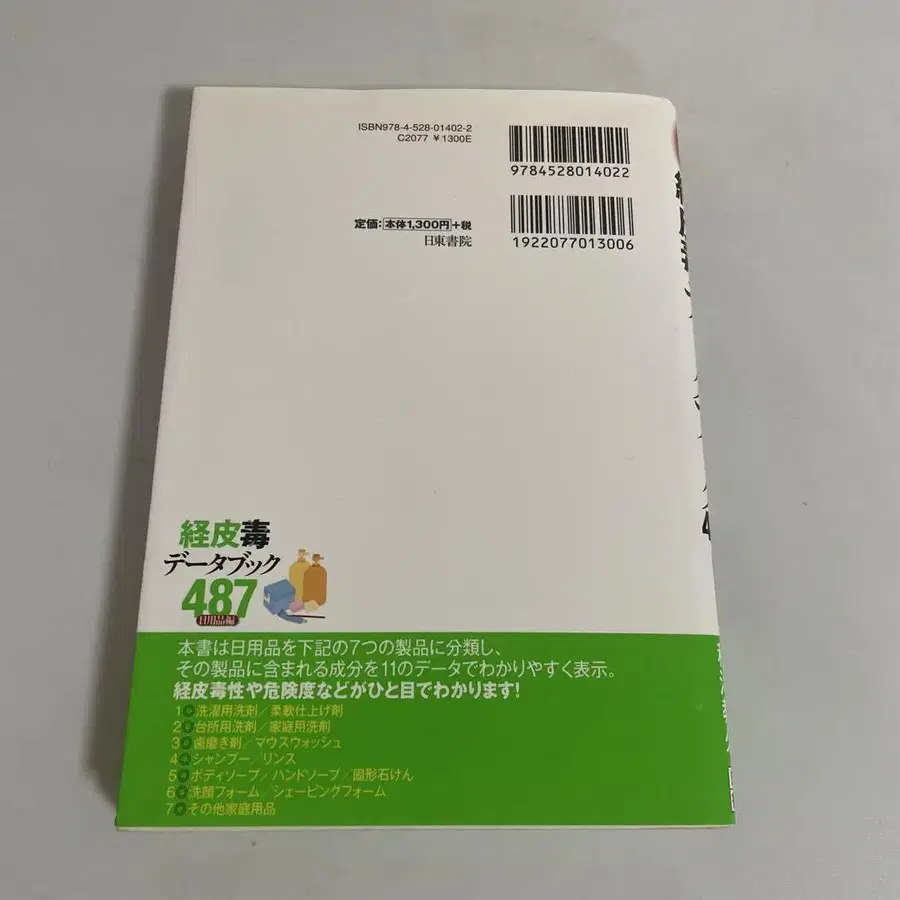 ISBN978-4-528-01402-2
C2077 ¥1300E
9784528014022
定価：本体1,300円+税
日東書院
1922077013006
経皮毒
データブック
487
日用品編
本書は日用品を下記の7つの製品に分類し、
その製品に含まれる成分を11のデータでわかりやすく表示。
経皮毒性や危険度などがひと目でわかります!
1 洗濯用洗剤／柔軟仕上げ剤
2 台所用洗剤／家庭用洗剤
3 歯磨き剤／マウスウォッシュ
4 シャンプー／リンス
5 ボディソープ／ハンドソープ／固形石けん
6 洗顔フォーム／シェービングフォーム
7 その他家庭用品